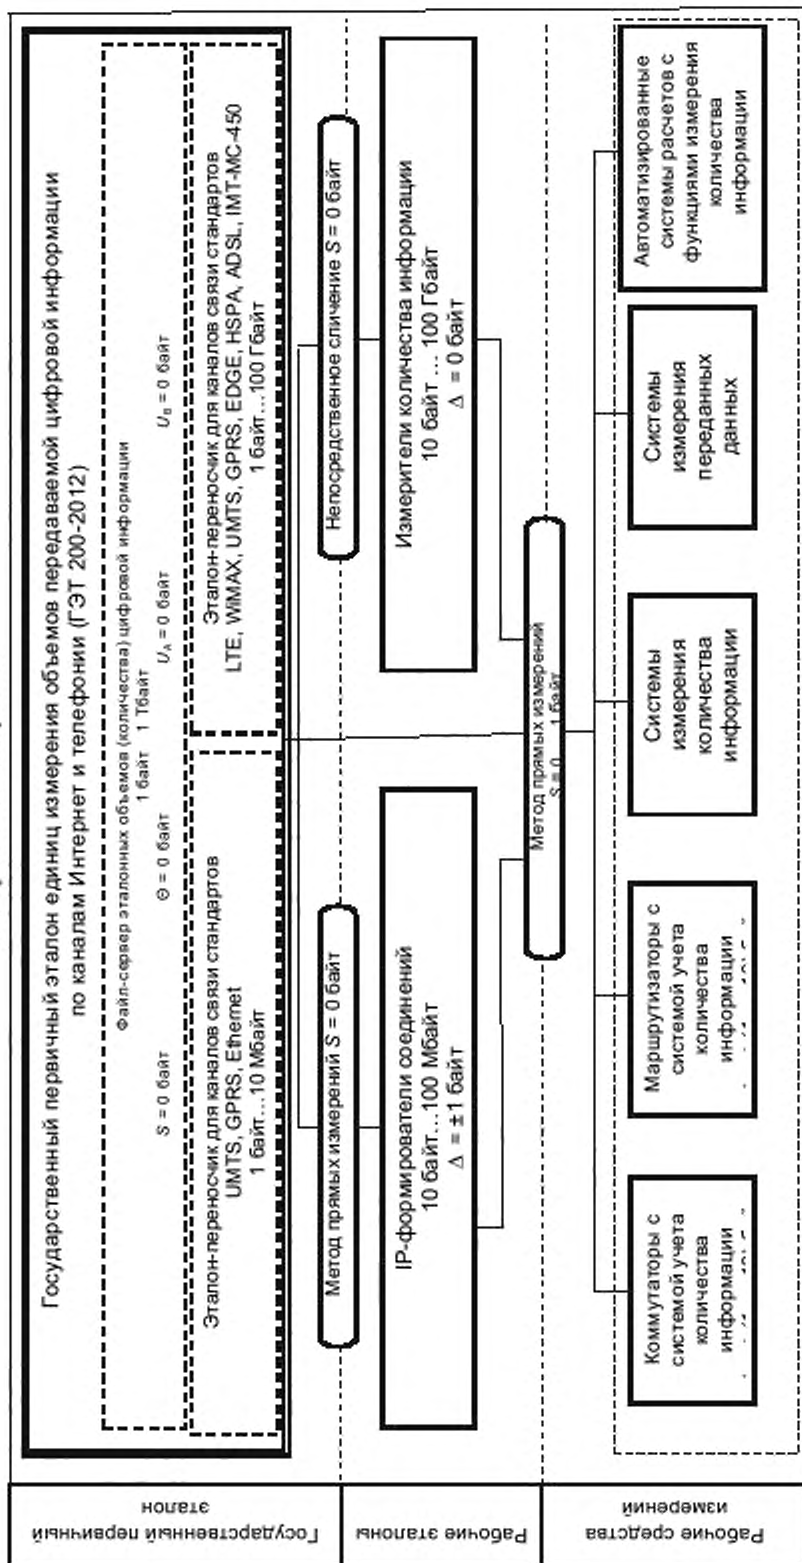 Государственный первичный эталон
Государственный первичный эталон единиц измерения объемов передаваемой цифровой информации
по каналам Интернет и телефонии (ГЭТ 200-2012)
Файл-сервер эталонных объемов (количества) цифровой информации
1 байт 1 Тбайт
S = 0 байт Θ = 0 байт U_A = 0 байт U_B = 0 байт
Эталон-переносчик для каналов связи стандартов
UMTS, GPRS, Ethernet
1 байт…10 Мбайт
Эталон-переносчик для каналов связи стандартов
LTE, WiMAX, UMTS, GPRS, EDGE, HSPA, ADSL, IMT-MC-450
1 байт…100 Гбайт
Рабочие эталоны
Метод прямых измерений S = 0 байт
Непосредственное сличение S = 0 байт
IP-формирователи соединений
10 байт…100 Мбайт
Δ = ±1 байт
Измерители количества информации
10 байт … 100 Гбайт
Δ = 0 байт
Метод прямых измерений
S = 0 1 байт
Рабочие средства
измерений
Коммутаторы с
системой учета
количества
информации
Маршрутизаторы с
системой учета
количества
информации
Системы
измерения
количества
информации
Системы
измерения
переданных
данных
Автоматизированные
системы расчетов с
функциями измерения
количества
информации